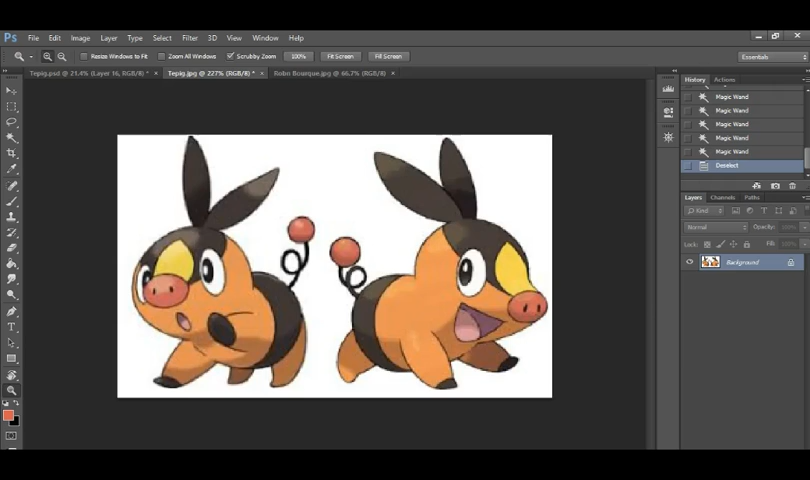 Ps File Edit Image Layer Type Select Filter 3D View Window Help
Resize Windows to Fit Zoom All Windows Scrubby Zoom 100% Fit Screen Fill Screen Essentials
Tepig.psd @ 21.4% (Layer 16, RGB/8) * × Tepig.jpg @ 227% (RGB/8) * × Robn Bourque.jpg @ 66.7% (RGB/8) ×
History Actions
Magic Wand
Magic Wand
Magic Wand
Magic Wand
Magic Wand
Deselect
Layers Channels Paths
Kind
Normal Opacity:
Lock: Fill:
Background